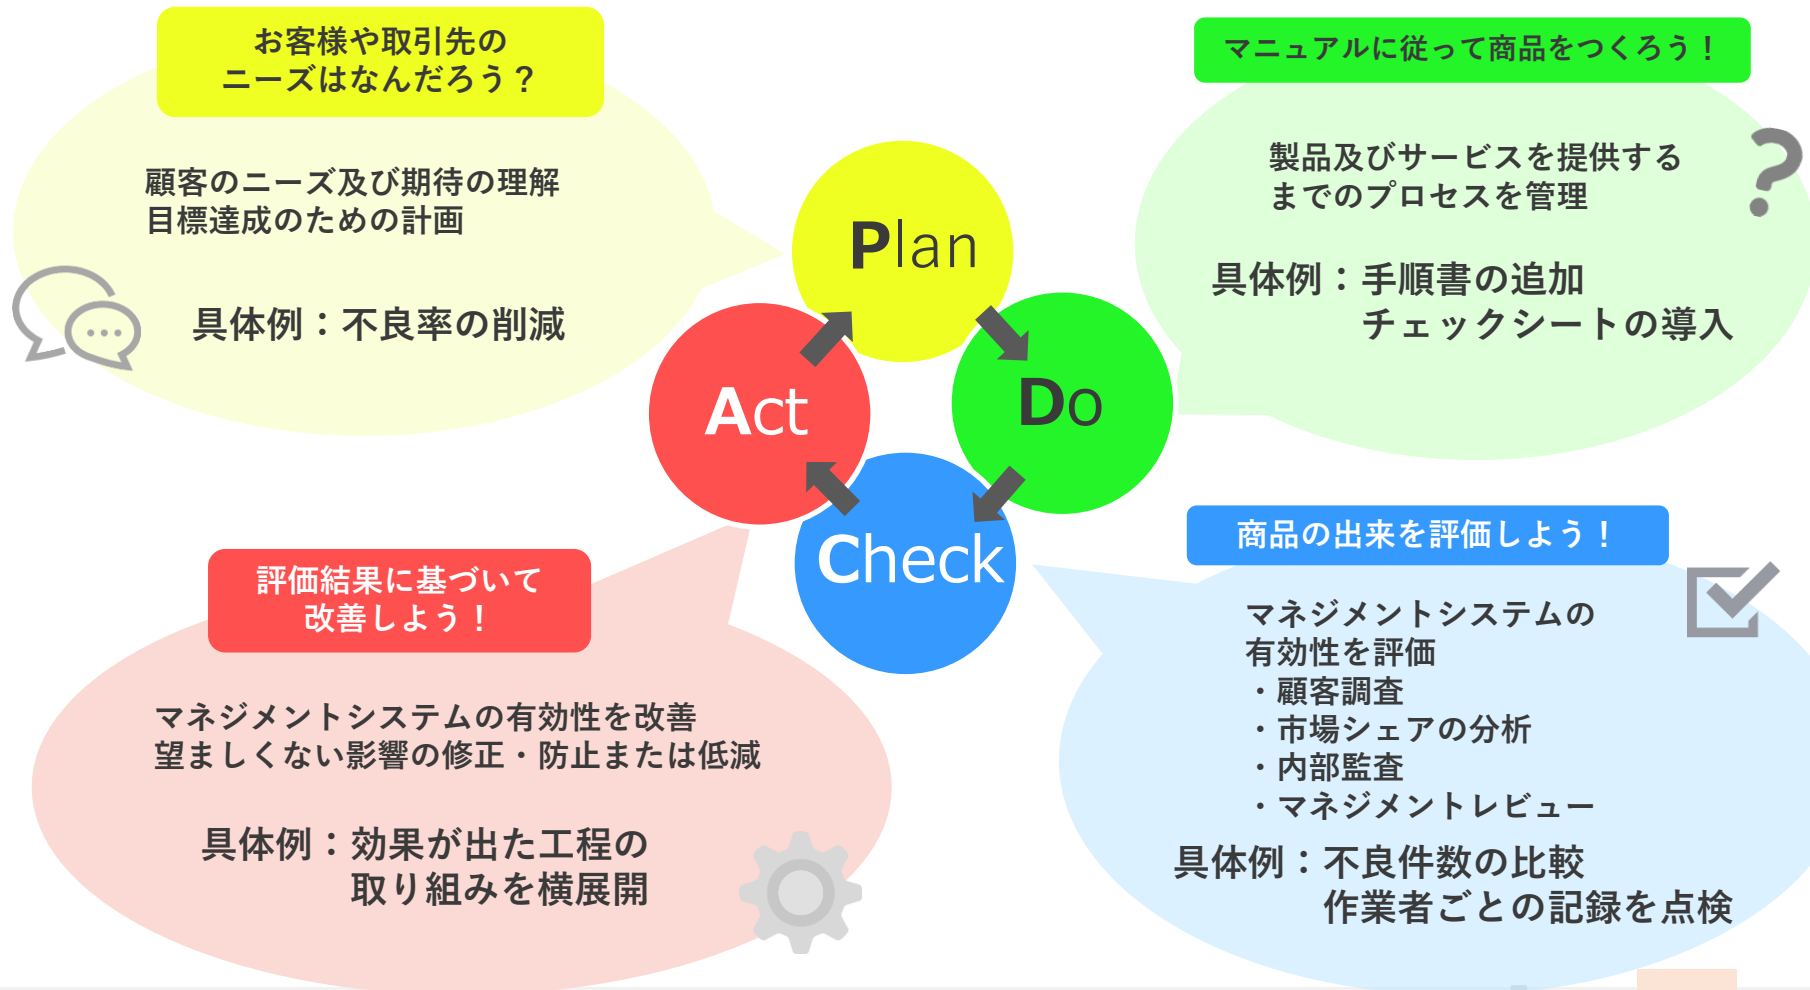 お客様や取引先の
ニーズはなんだろう？
顧客のニーズ及び期待の理解
目標達成のための計画
具体例：不良率の削減
Plan
マニュアルに従って商品をつくろう！
製品及びサービスを提供する
までのプロセスを管理
具体例：手順書の追加
チェックシートの導入
Do
商品の出来を評価しよう！
マネジメントシステムの
有効性を評価
・顧客調査
・市場シェアの分析
・内部監査
・マネジメントレビュー
具体例：不良件数の比較
作業者ごとの記録を点検
Check
評価結果に基づいて
改善しよう！
マネジメントシステムの有効性を改善
望ましくない影響の修正・防止または低減
具体例：効果が出た工程の
取り組みを横展開
Act